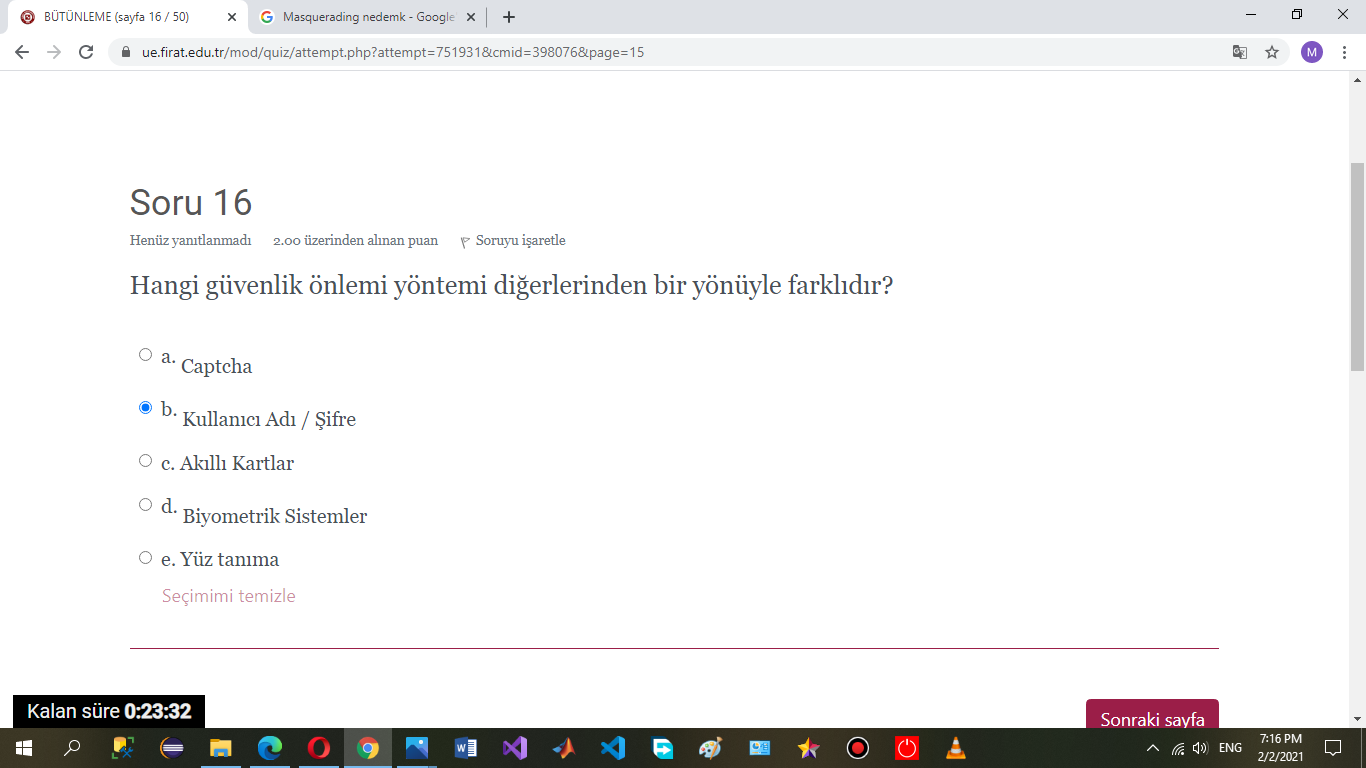 BÜTÜNLEME (sayfa 16 / 50)
Masquerading nedemk - Google
ue.firat.edu.tr/mod/quiz/attempt.php?attempt=751931&cmid=398076&page=15
M
Soru 16
Henüz yanıtlanmadı 2.00 üzerinden alınan puan Soruyu işaretle
Hangi güvenlik önlemi yöntemi diğerlerinden bir yönüyle farklıdır?
a. Captcha
b. Kullanıcı Adı / Şifre
c. Akıllı Kartlar
d. Biyometrik Sistemler
e. Yüz tanıma
Seçimimi temizle
Kalan süre 0:23:32
Sonraki sayfa
ENG
7:16 PM
2/2/2021